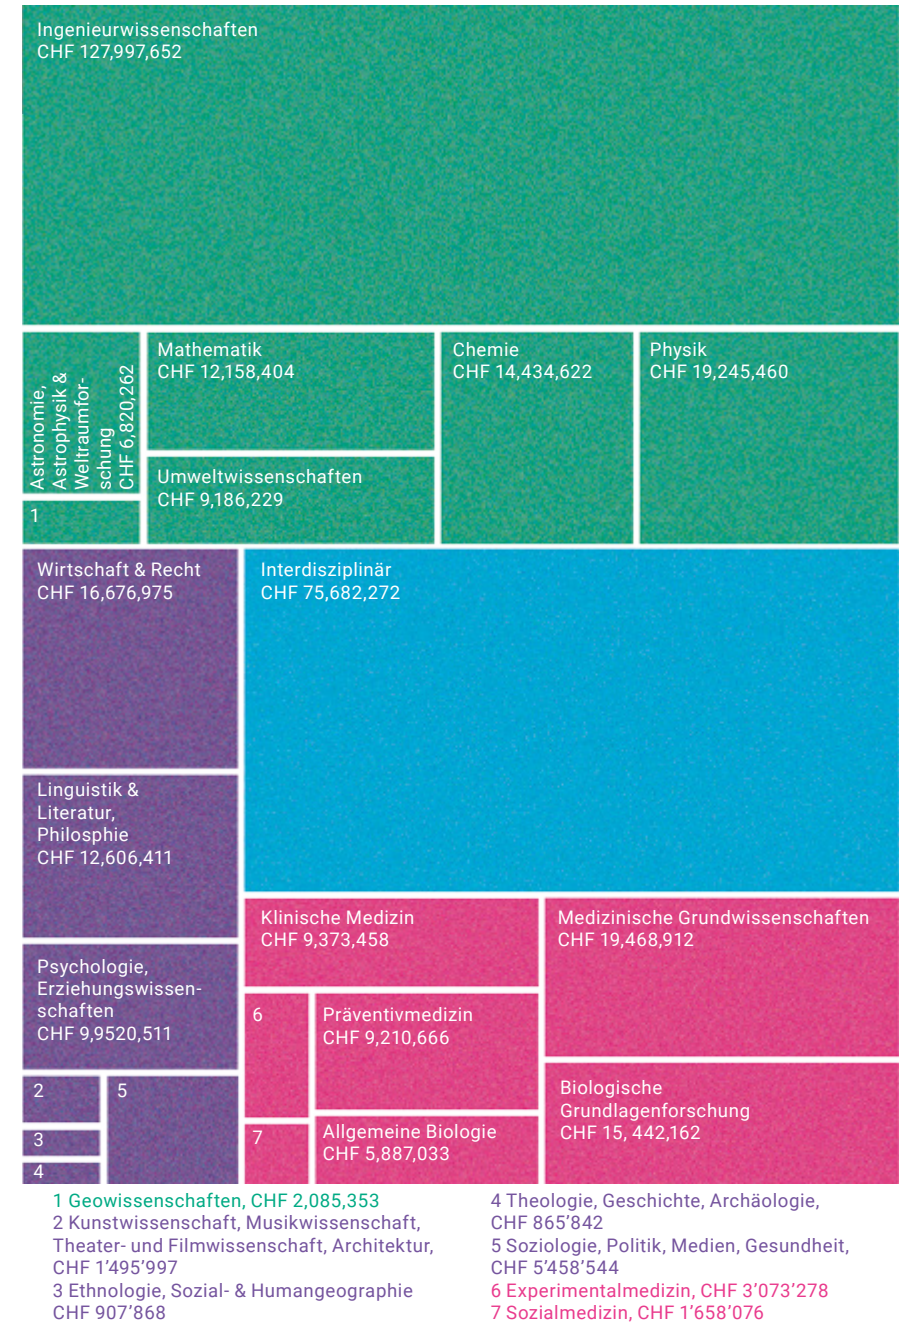 Ingenieurwissenschaften
CHF 127,997,652
Astronomie,
Astrophysik &
Weltraumfor-
schung
CHF 6,820,262
1
Mathematik
CHF 12,158,404
Umweltwissenschaften
CHF 9,186,229
Chemie
CHF 14,434,622
Physik
CHF 19,245,460
Wirtschaft & Recht
CHF 16,676,975
Interdisziplinär
CHF 75,682,272
Linguistik &
Literatur,
Philosphie
CHF 12,606,411
Psychologie,
Erziehungswissen-
schaften
CHF 9,9520,511
2
3
4
5
Klinische Medizin
CHF 9,373,458
Medizinische Grundwissenschaften
CHF 19,468,912
6
Präventivmedizin
CHF 9,210,666
7
Allgemeine Biologie
CHF 5,887,033
Biologische
Grundlagenforschung
CHF 15, 442,162
1 Geowissenschaften, CHF 2,085,353
2 Kunstwissenschaft, Musikwissenschaft,
Theater- und Filmwissenschaft, Architektur,
CHF 1’495’997
3 Ethnologie, Sozial- & Humangeographie
CHF 907’868
4 Theologie, Geschichte, Archäologie,
CHF 865’842
5 Soziologie, Politik, Medien, Gesundheit,
CHF 5’458’544
6 Experimentalmedizin, CHF 3’073’278
7 Sozialmedizin, CHF 1’658’076